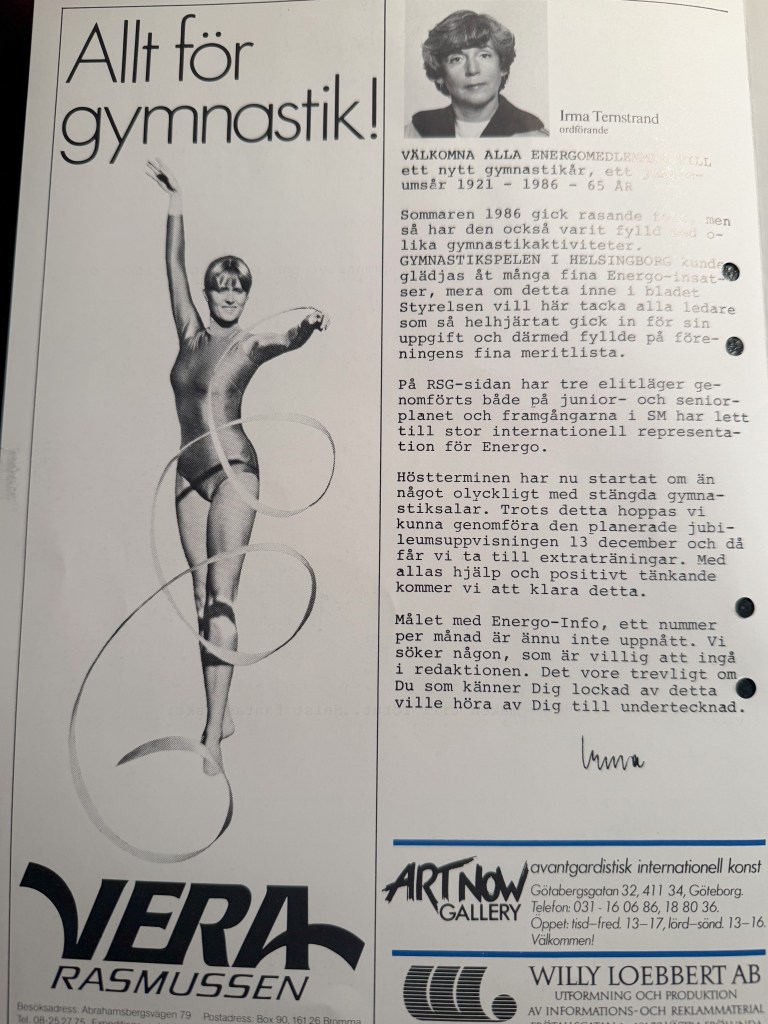 Allt för
gymnastik!
VERA
RASMUSSEN
Besöksadress: Abrahamsbergsvägen 79 Postadress: Box 90, 161 26 Bromma
Tel. 08-25 27 75
Irma Ternstrand
ordförande
VÄLKOMNA ALLA ENERGOMEDLEMMAR TILL
ett nytt gymnastikår, ett
umsår 1921 - 1986 - 65 ÅR
Sommaren 1986 gick rasande fort, men
så har den också varit fylld med o-
lika gymnastikaktiviteter.
GYMNASTIKSPELEN I HELSINGBORG kunde
glädjas åt många fina Energo-insat-
ser, mera om detta inne i bladet
Styrelsen vill här tacka alla ledare
som så helhjärtat gick in för sin
uppgift och därmed fyllde på före-
ningens fina meritlista.
På RSG-sidan har tre elitläger ge-
nomförts både på junior- och senior-
planet och framgångarna i SM har lett
till stor internationell representa-
tion för Energo.
Höstterminen har nu startat om än
något olyckligt med stängda gymna-
stiksalar. Trots detta hoppas vi
kunna genomföra den planerade jubi-
leumsuppvisningen 13 december och då
får vi ta till extraträningar. Med
allas hjälp och positivt tänkande
kommer vi att klara detta.
Målet med Energo-Info, ett nummer
per månad är ännu inte uppnått. Vi
söker någon, som är villig att ingå
i redaktionen. Det vore trevligt om
Du som känner Dig lockad av detta
ville höra av Dig till undertecknad.
Irma
ART NOW
GALLERY
avantgardistisk internationell konst
Götabergsgatan 32, 411 34, Göteborg.
Telefon: 031 - 16 06 86, 18 80 36.
Öppet: tisd-fred. 13-17, lörd-sönd. 13-16.
Välkommen!
WILLY LOEBBERT AB
UTFORMNING OCH PRODUKTION
AV INFORMATIONS- OCH REKLAMMATERIAL